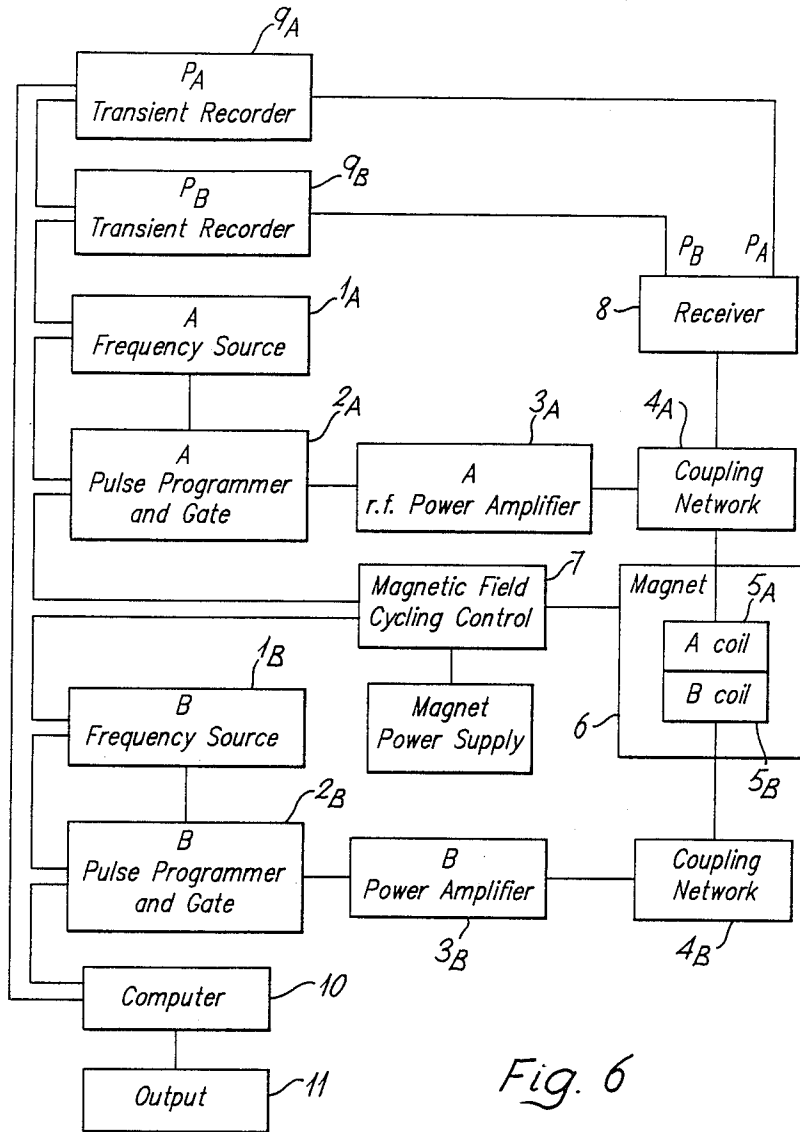 9A
PA
Transient Recorder
9B
PB
Transient Recorder
PB PA
1A
8
Receiver
A
Frequency Source
2A
3A
4A
A
Pulse Programmer
and Gate
A
r.f. Power Amplifier
Coupling
Network
7
Magnetic Field
Cycling Control
Magnet
5A
A coil
B coil
6
5B
1B
B
Frequency Source
Magnet
Power Supply
2B
B
Pulse Programmer
and Gate
B
Power Amplifier
3B
Coupling
Network
4B
Computer
10
Output
11
Fig. 6